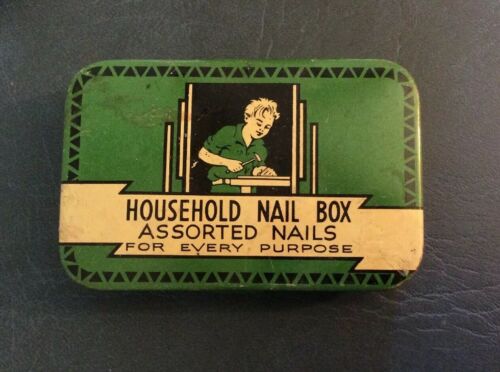 HOUSEHOLD NAIL BOX
ASSORTED NAILS
FOR EVERY PURPOSE